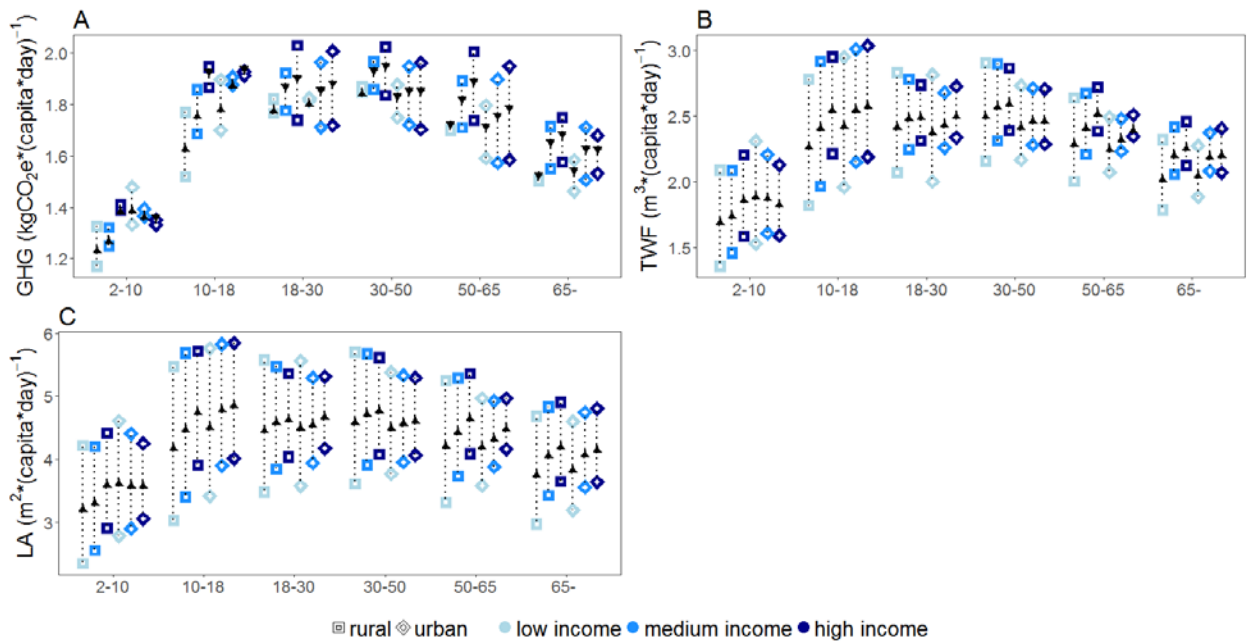 A
GHG (kgCO₂e*(capita*day)⁻¹
2.0
1.8
1.6
1.4
1.2
2-10 10-18 18-30 30-50 50-65 65-
B
TWF (m³*(capita*day)⁻¹
3.0
2.5
2.0
1.5
2-10 10-18 18-30 30-50 50-65 65-
C
LA (m²*(capita*day)⁻¹
6
5
4
3
2-10 10-18 18-30 30-50 50-65 65-
rural urban low income medium income high income